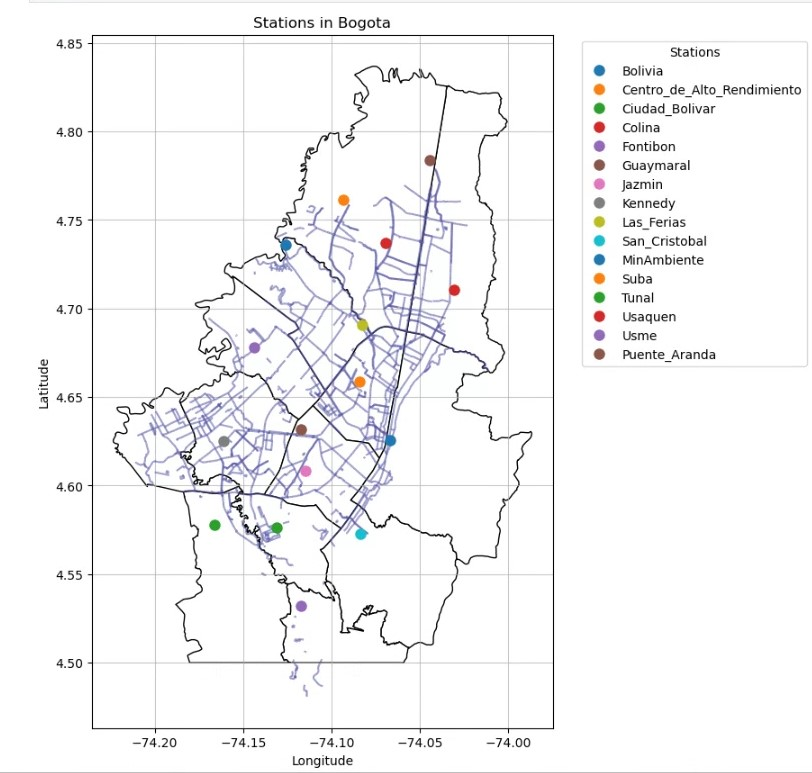 Stations in Bogota
4.85
4.80
4.75
4.70
4.65
4.60
4.55
4.50
Latitude
−74.20
−74.15
−74.10
−74.05
−74.00
Longitude
Stations
Bolivia
Centro_de_Alto_Rendimiento
Ciudad_Bolivar
Colina
Fontibon
Guaymaral
Jazmin
Kennedy
Las_Ferias
San_Cristobal
MinAmbiente
Suba
Tunal
Usaquen
Usme
Puente_Aranda